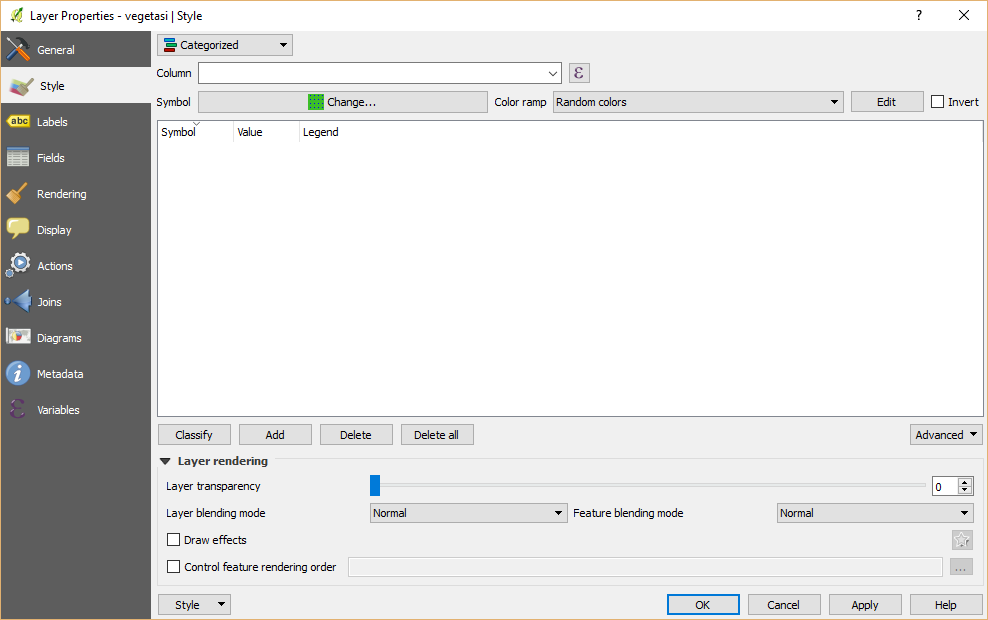 Layer Properties - vegetasi | Style
?
General
Style
abc Labels
Fields
Rendering
Display
Actions
Joins
Diagrams
i Metadata
ε Variables
Categorized
Column
ε
Symbol Change... Color ramp Random colors Edit Invert
Symbol Value Legend
Classify Add Delete Delete all Advanced
Layer rendering
Layer transparency 0
Layer blending mode Normal Feature blending mode Normal
Draw effects
Control feature rendering order ...
Style OK Cancel Apply Help